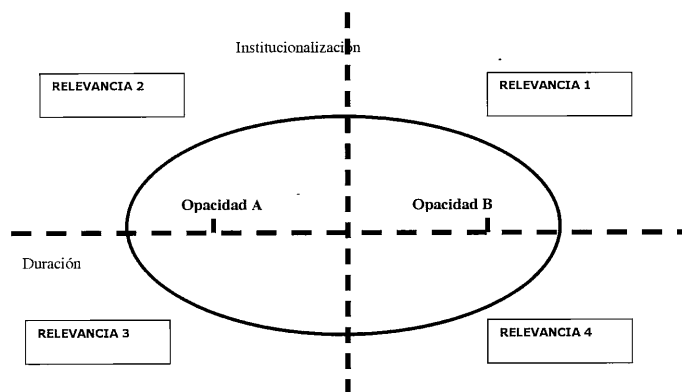 Institucionalización
RELEVANCIA 2
RELEVANCIA 1
Opacidad A
Opacidad B
Duración
RELEVANCIA 3
RELEVANCIA 4